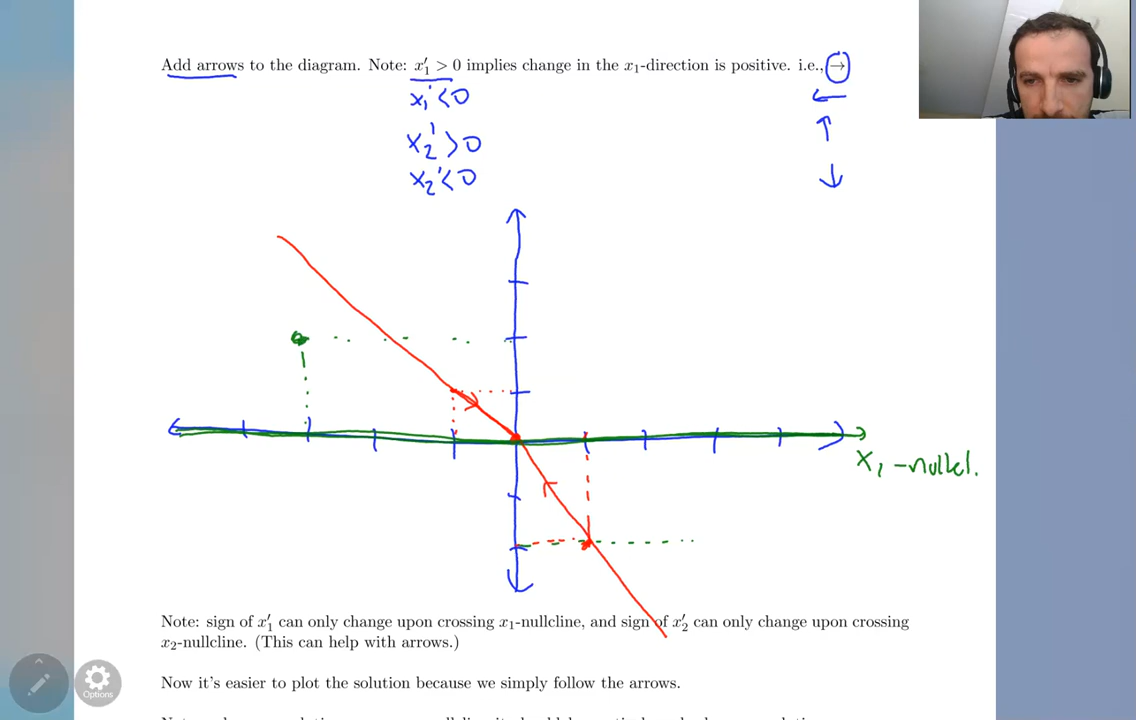 Add arrows to the diagram. Note: x₁′ > 0 implies change in the x₁-direction is positive. i.e., →
x₁′ < 0 ←
x₂′ > 0 ↑
x₂′ < 0 ↓
x₁ -nullcl.
Note: sign of x₁′ can only change upon crossing x₁-nullcline, and sign of x₂′ can only change upon crossing
x₂-nullcline. (This can help with arrows.)
Options
Now it's easier to plot the solution because we simply follow the arrows.